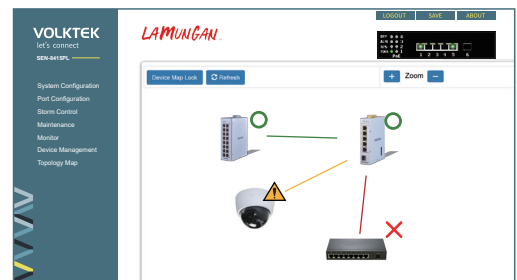 LOGOUT SAVE ABOUT
VOLKTEK
let's connect
SEN-8415PL
LAMUNGAN
PoE
1 2 3 4 5 6
Device Map Lock Refresh
+ Zoom −
System Configuration
Port Configuration
Storm Control
Maintenance
Monitor
Device Management
Topology Map